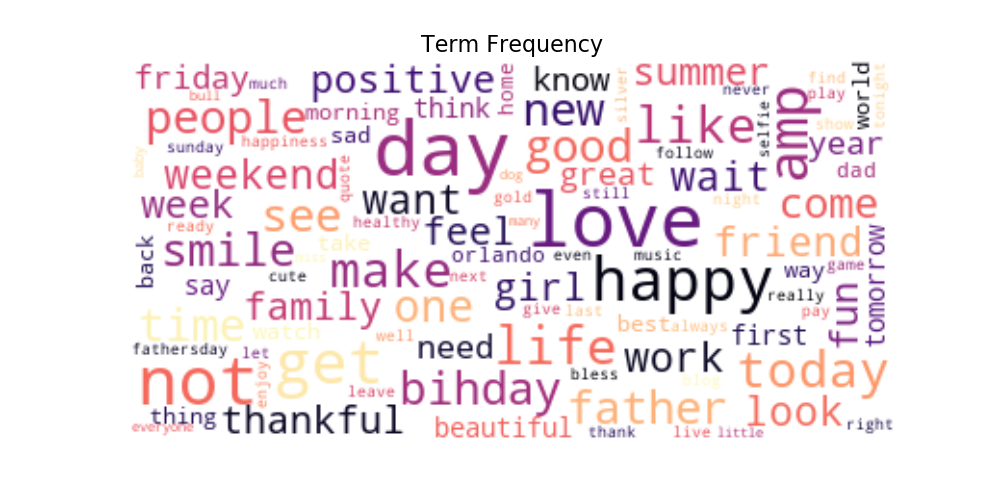 Term Frequency
friday
much
positive
home
know
silver
summer
never
find
play
world
tonight
bull
people
morning
think
new
like
selfie
amp
show
year
sunday
happiness
sad
day
good
follow
baby
weekend
quote
dog
great
wait
dad
week
want
gold
still
night
come
see
healthy
many
love
ready
smile
take
feel
friend
tomorrow
back
miss
orlando
even
music
cute
make
next
girl
happy
way
game
say
really
family
one
give
last
pay
fun
time
watch
well
best
always
first
fathersday
let
need
life
work
not
enjoy
get
leave
bihday
bless
blog
today
thing
thankful
father
look
everyone
beautiful
thank
live
little
right